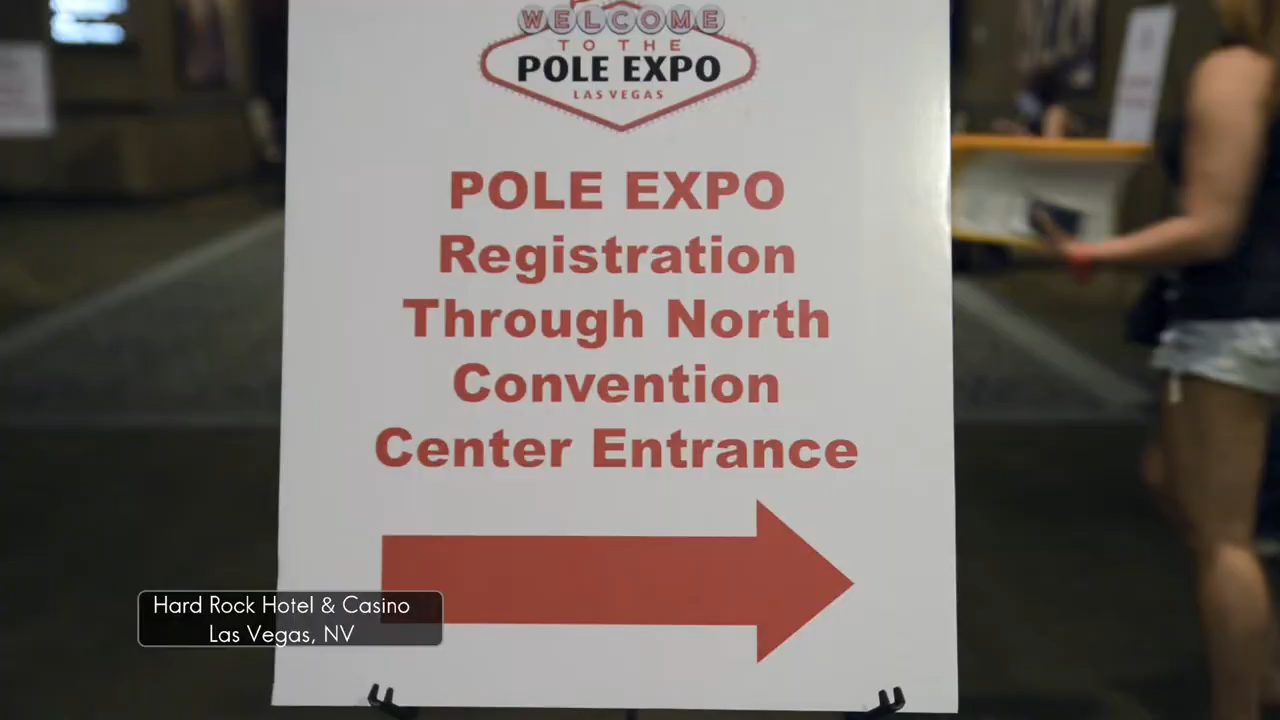 WELCOME
TO THE
POLE EXPO
LAS VEGAS
POLE EXPO
Registration
Through North
Convention
Center Entrance
Hard Rock Hotel & Casino
Las Vegas, NV